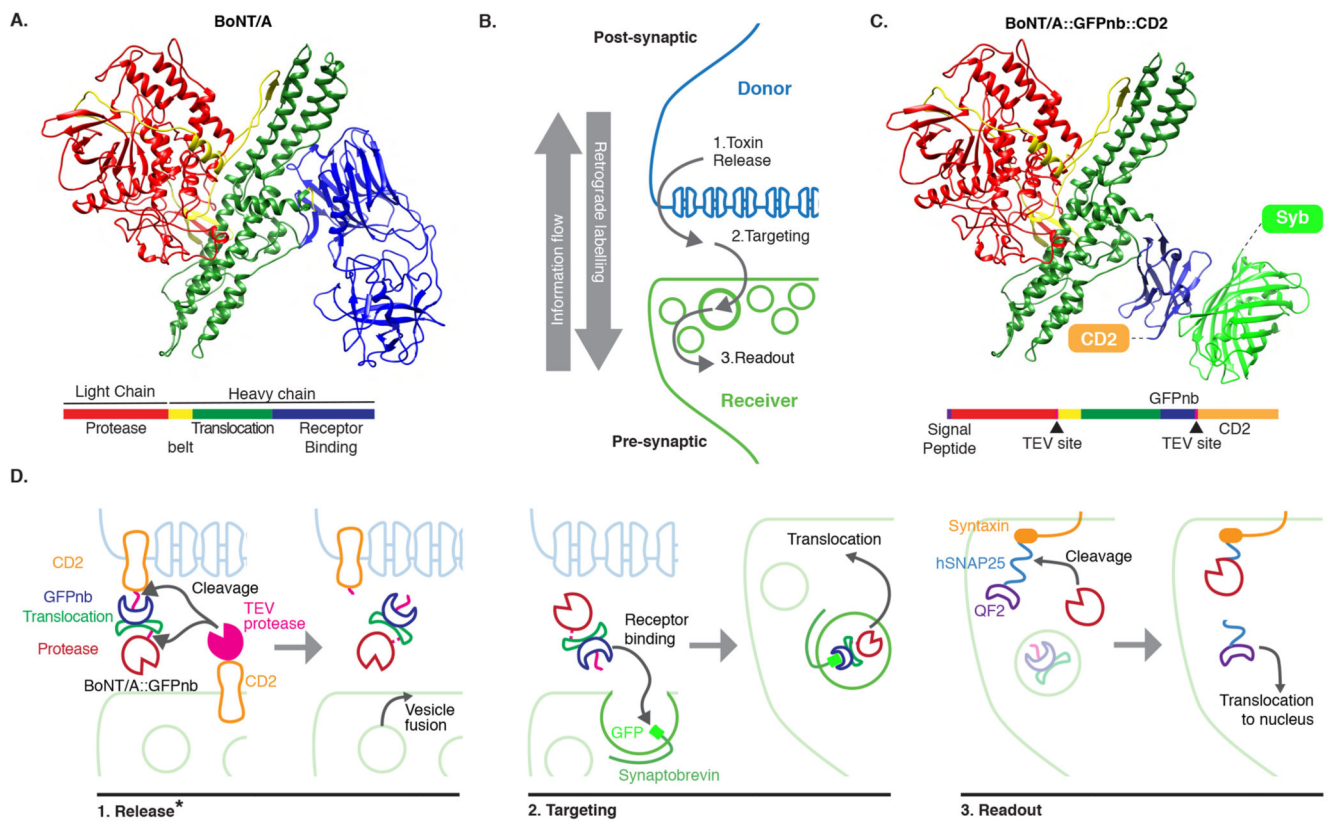 A.
BoNT/A
Light Chain
Heavy chain
Protease
belt
Translocation
Receptor
Binding
B.
Post-synaptic
Donor
1.Toxin
Release
2.Targeting
Information flow
Retrograde labelling
3.Readout
Receiver
Pre-synaptic
C.
BoNT/A::GFPnb::CD2
Syb
CD2
GFPnb
Signal
Peptide
TEV site
TEV site
CD2
D.
CD2
GFPnb
Translocation
Protease
BoNT/A::GFPnb
Cleavage
TEV
protease
CD2
Vesicle
fusion
1. Release*
Receptor
binding
GFP
Synaptobrevin
Translocation
2. Targeting
Syntaxin
hSNAP25
QF2
Cleavage
Translocation
to nucleus
3. Readout